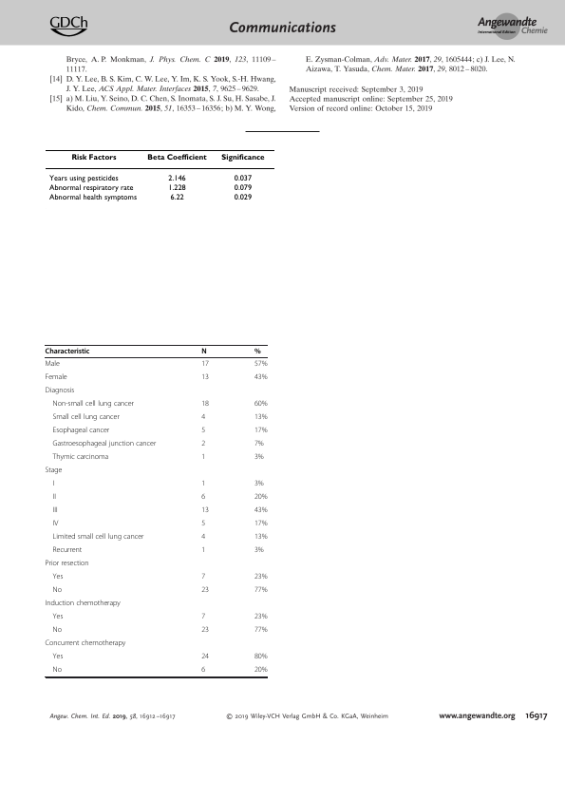 GDCh
Communications
Angewandte
International Edition Chemie
Bryce, A. P. Monkman, J. Phys. Chem. C 2019, 123, 11109–
11117.
[14] D. Y. Lee, B. S. Kim, C. W. Lee, Y. Im, K. S. Yook, S.-H. Hwang,
J. Y. Lee, ACS Appl. Mater. Interfaces 2015, 7, 9625–9629.
[15] a) M. Liu, Y. Seino, D. C. Chen, S. Inomata, S. J. Su, H. Sasabe, J.
Kido, Chem. Commun. 2015, 51, 16353–16356; b) M. Y. Wong,
E. Zysman-Colman, Adv. Mater. 2017, 29, 1605444; c) J. Lee, N.
Aizawa, T. Yasuda, Chem. Mater. 2017, 29, 8012–8020.
Manuscript received: September 3, 2019
Accepted manuscript online: September 25, 2019
Version of record online: October 15, 2019
Risk Factors Beta Coefficient Significance
Years using pesticides 2.146 0.037
Abnormal respiratory rate 1.228 0.079
Abnormal health symptoms 6.22 0.029
Characteristic N %
Male 17 57%
Female 13 43%
Diagnosis
Non-small cell lung cancer 18 60%
Small cell lung cancer 4 13%
Esophageal cancer 5 17%
Gastroesophageal junction cancer 2 7%
Thymic carcinoma 1 3%
Stage
I 1 3%
II 6 20%
III 13 43%
IV 5 17%
Limited small cell lung cancer 4 13%
Recurrent 1 3%
Prior resection
Yes 7 23%
No 23 77%
Induction chemotherapy
Yes 7 23%
No 23 77%
Concurrent chemotherapy
Yes 24 80%
No 6 20%
Angew. Chem. Int. Ed. 2019, 58, 16912–16917 © 2019 Wiley-VCH Verlag GmbH & Co. KGaA, Weinheim www.angewandte.org 16917